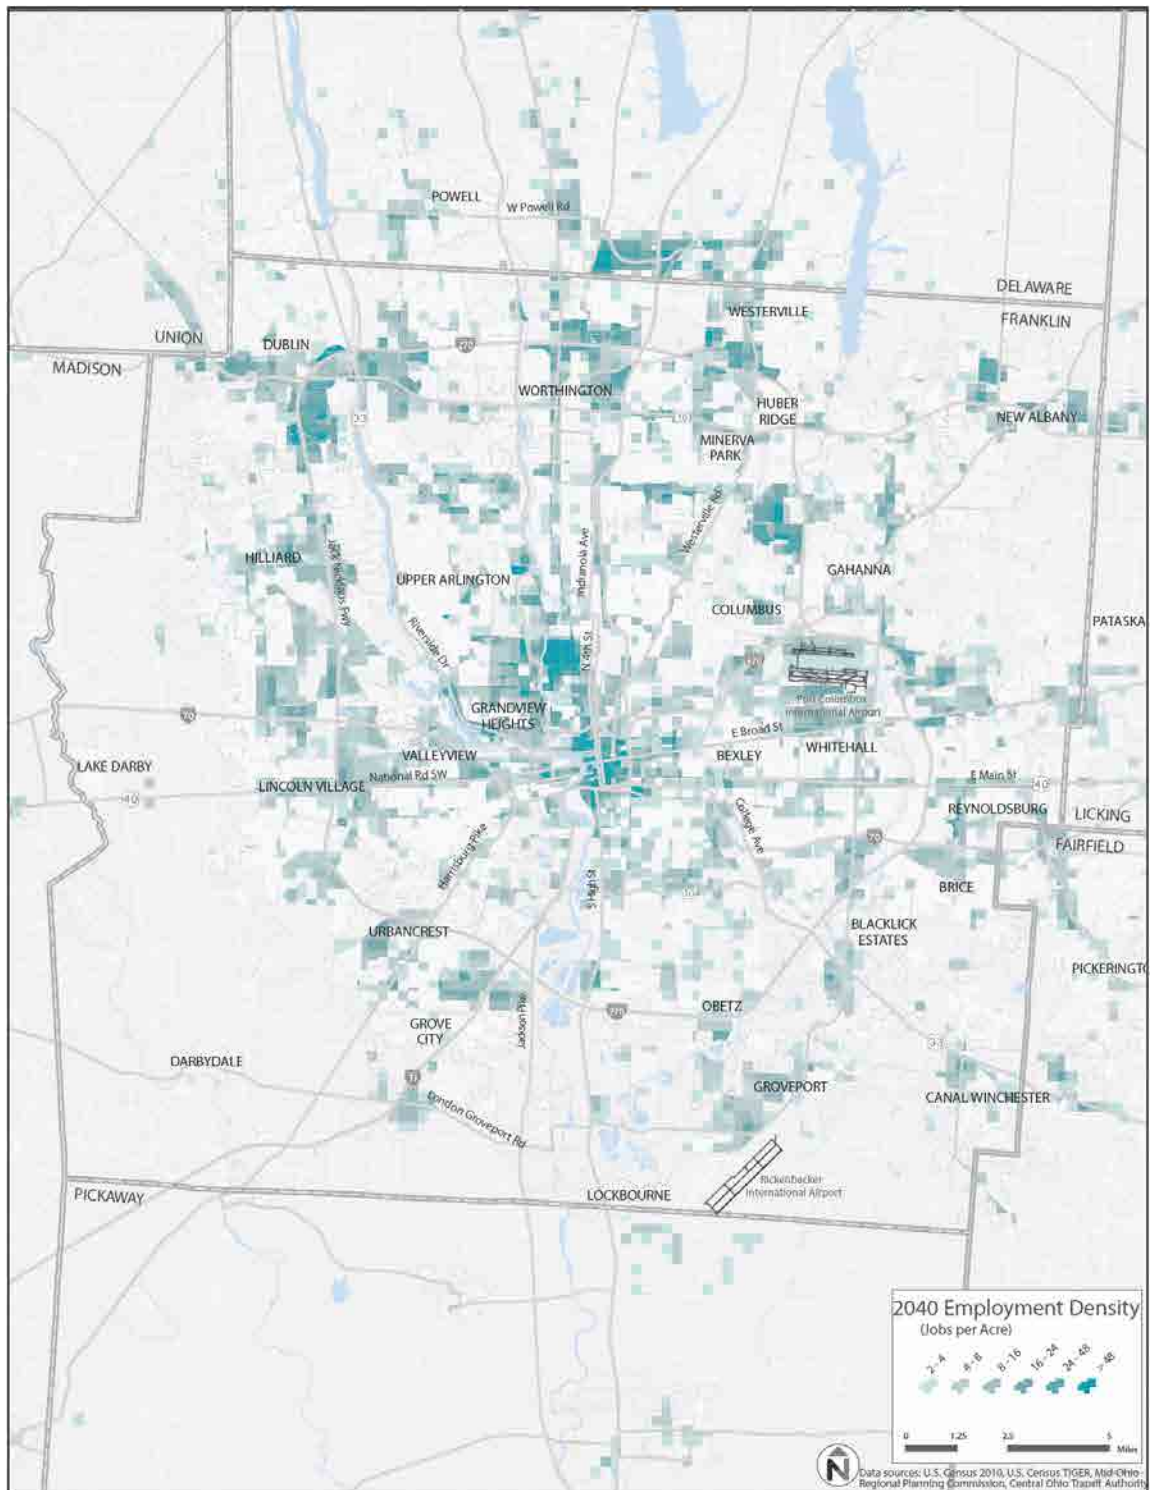 POWELL
W Powell Rd
DELAWARE
FRANKLIN
WESTERVILLE
UNION
DUBLIN
270
MADISON
WORTHINGTON
HUBER
RIDGE
33
NEW ALBANY
MINERVA
PARK
Westerville Rd
Indianola Ave
HILLIARD
Jack Nicklaus Fwy
UPPER ARLINGTON
GAHANNA
COLUMBUS
PATASKA
Riverside Dr
N 4th St
Port Columbus
International Airport
GRANDVIEW
HEIGHTS
70
E Broad St
WHITEHALL
BEXLEY
VALLEYVIEW
LAKE DARBY
National Rd SW
LINCOLN VILLAGE
E Main St
40
40
REYNOLDSBURG
LICKING
College Ave
70
FAIRFIELD
Harrisburg Pike
S High St
104
BRICE
URBANCREST
BLACKLICK
ESTATES
PICKERINGTO
OBETZ
270
Jackson Pike
GROVE
CITY
33
DARBYDALE
71
GROVEPORT
CANAL WINCHESTER
London Groveport Rd
Rickenbacker
International Airport
PICKAWAY
LOCKBOURNE
2040 Employment Density
(Jobs per Acre)
2 - 4
4 - 8
8 - 16
16 - 24
24 - 48
> 48
0 1.25 2.5 5
Miles
N
Data sources: U.S. Census 2010, U.S. Census TIGER, Mid-Ohio
Regional Planning Commission, Central Ohio Transit Authority